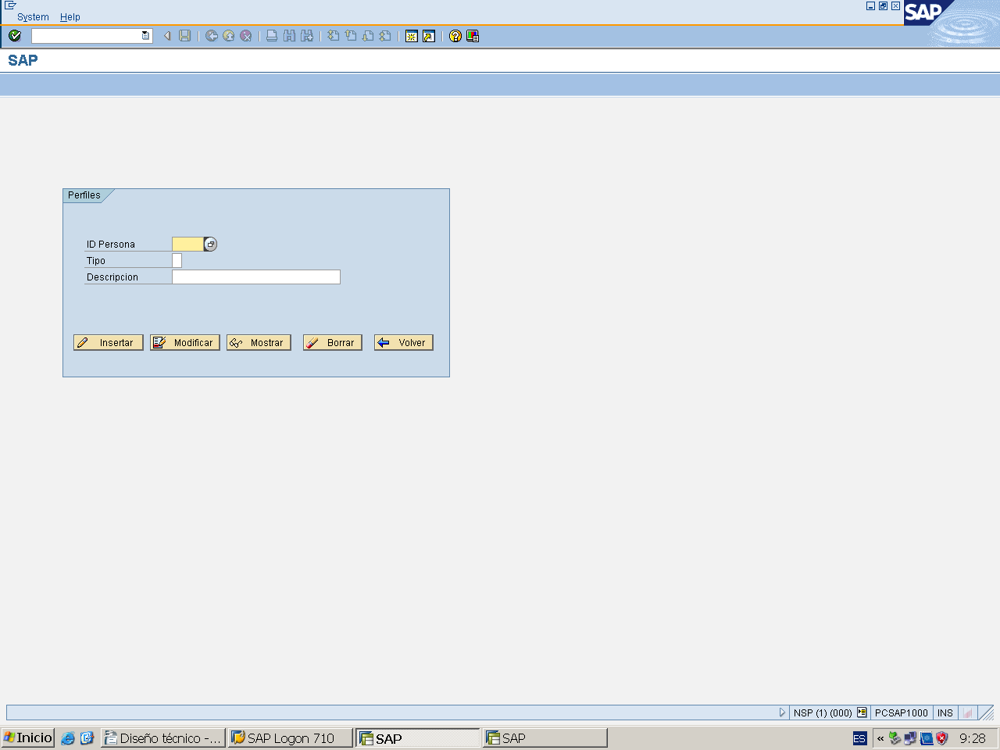 System Help
SAP
SAP
Perfiles
ID Persona
Tipo
Descripcion
Insertar Modificar Mostrar Borrar Volver
NSP (1) (000) PCSAP1000 INS
Inicio Diseño técnico -... SAP Logon 710 SAP SAP ES « 9:28